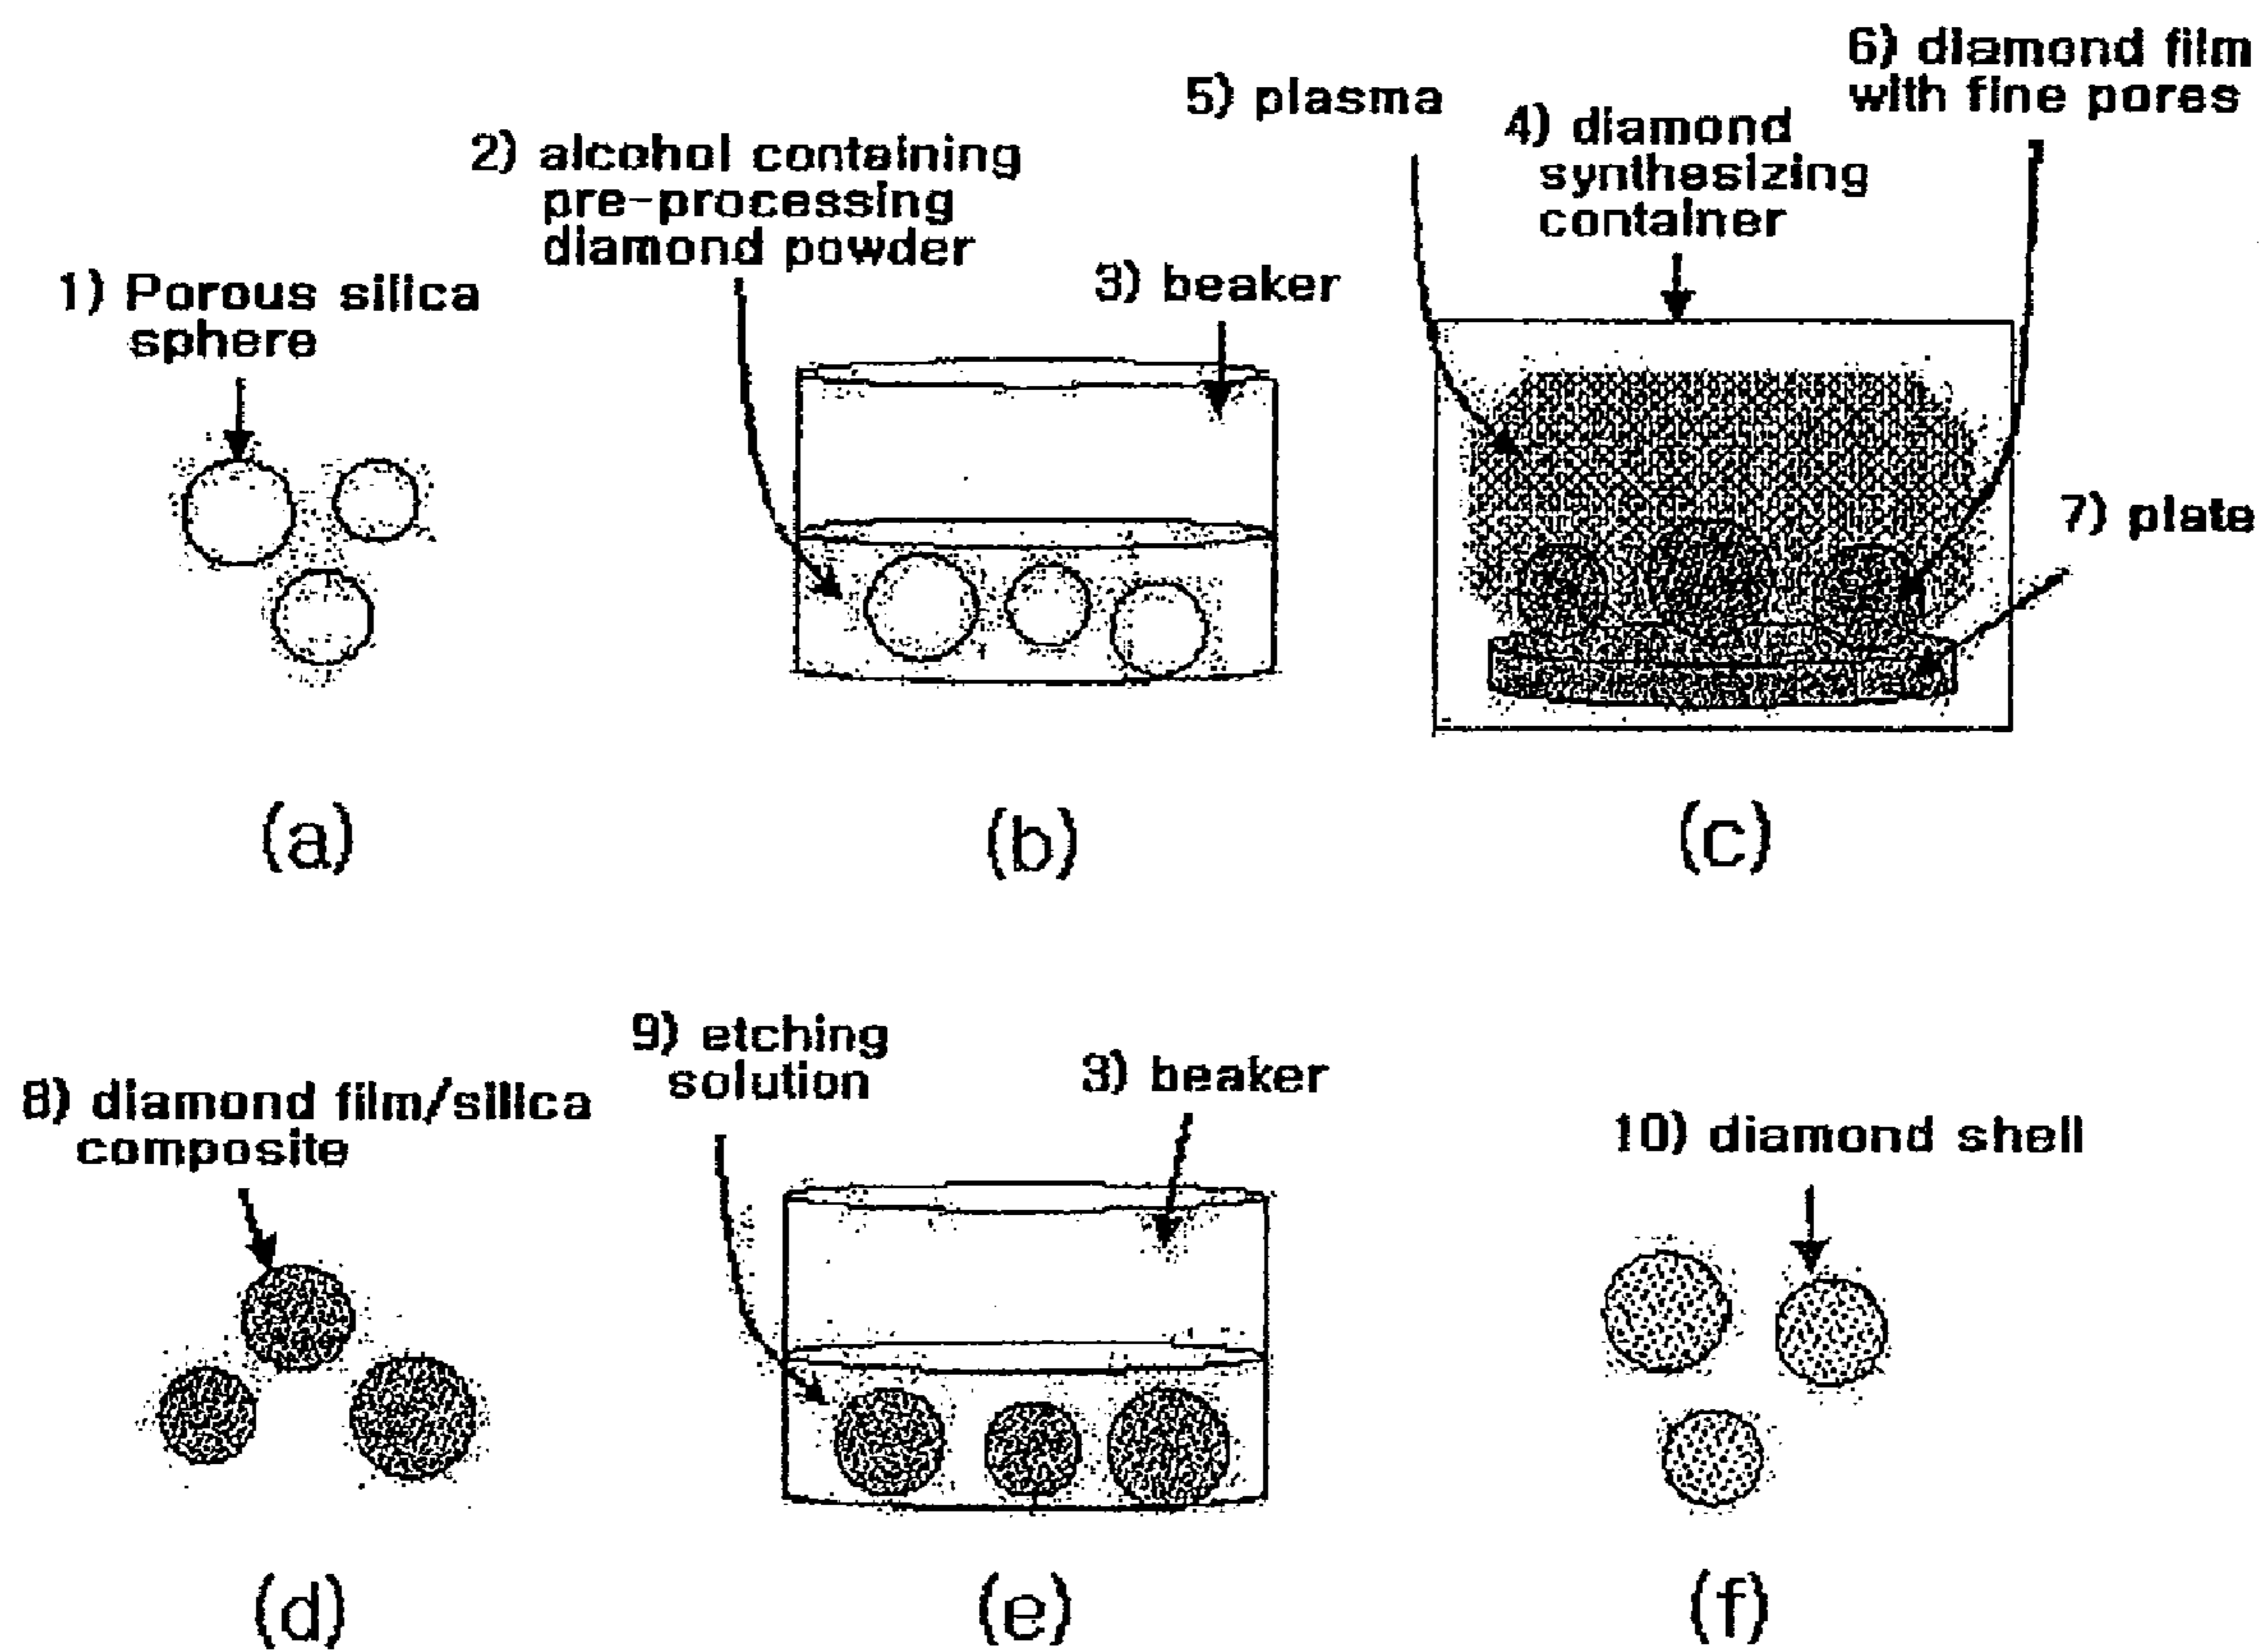 1) Porous silica
sphere
2) alcohol containing
pre-processing
diamond powder
3) beaker
5) plasma
4) diamond
synthesizing
container
6) diamond film
with fine pores
7) plate
(a)
(b)
(c)
8) diamond film/silica
composite
9) etching
solution
3) beaker
10) diamond shell
(d)
(e)
(f)